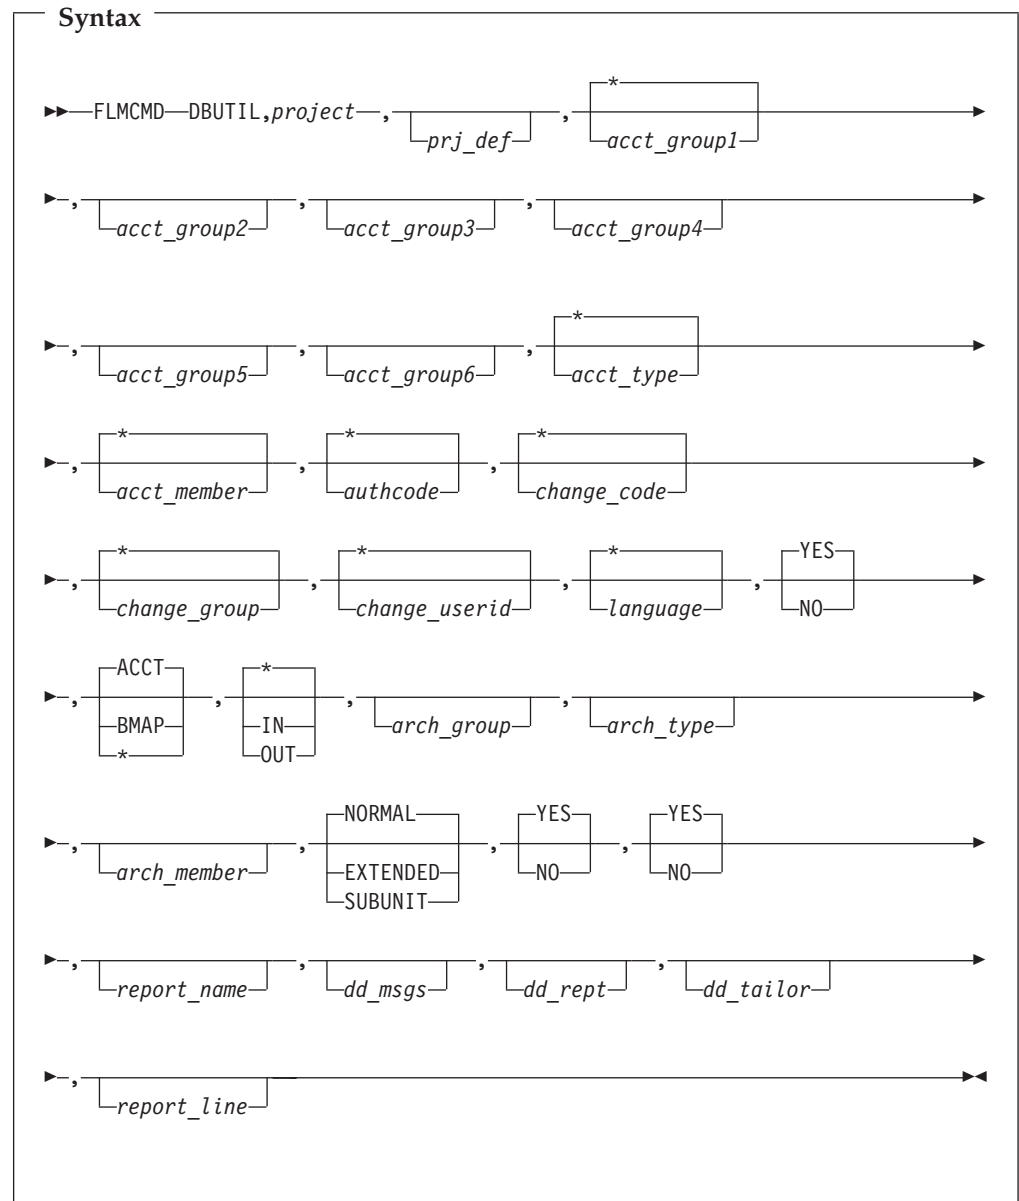 Syntax
*
FLMCMD DBUTIL,project , , ,
prj_def acct_group1
, , ,
acct_group2 acct_group3 acct_group4
*
, , ,
acct_group5 acct_group6 acct_type
* * *
, , ,
acct_member authcode change_code
* * * YES
, , , ,
change_group change_userid language NO
ACCT *
, , , ,
BMAP IN arch_group arch_type
* OUT
NORMAL YES YES
, , , ,
arch_member EXTENDED NO NO
SUBUNIT
, , , ,
report_name dd_msgs dd_rept dd_tailor
,
report_line